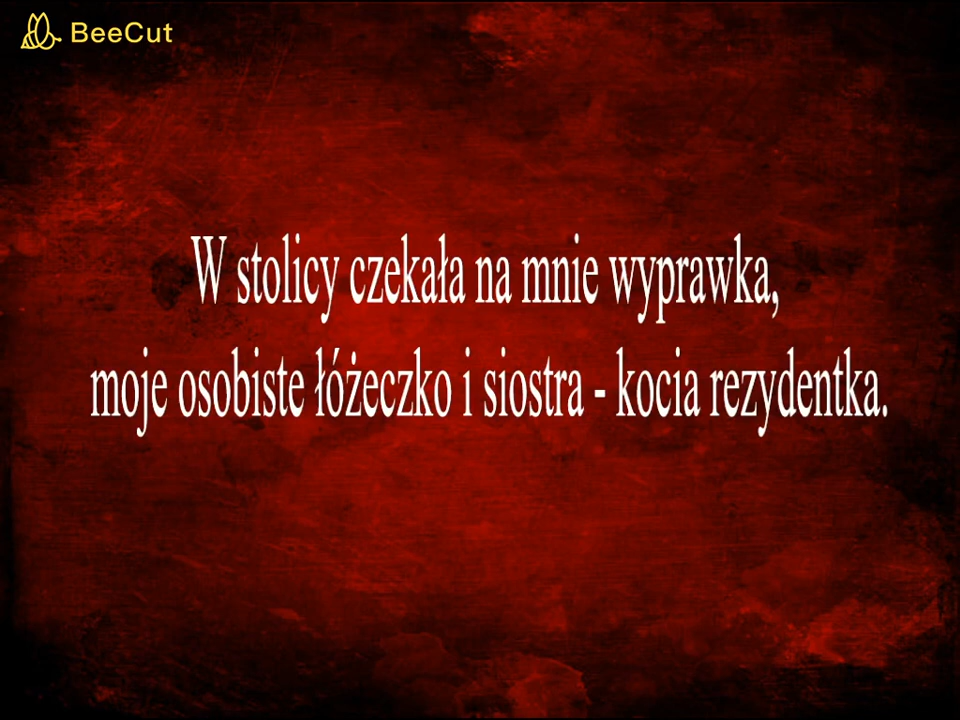 BeeCut
W stolicy czekała na mnie wyprawka,
moje osobiste łóżeczko i siostra - kocia rezydentka.